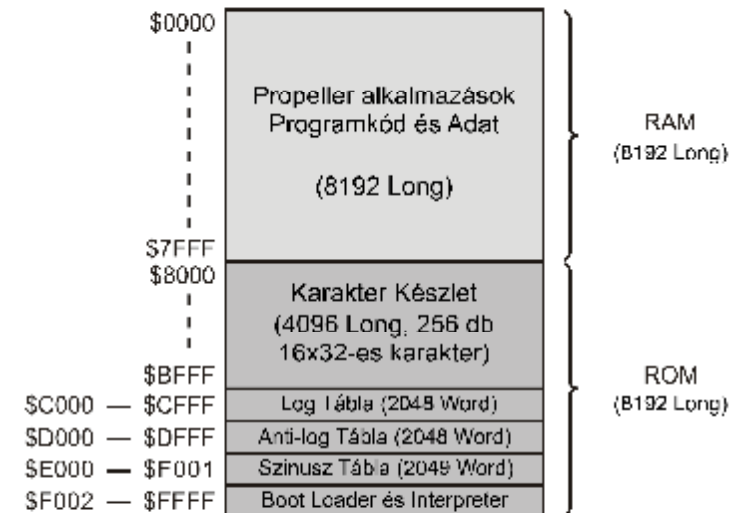 $0000
Propeller alkalmazások
Programkód és Adat
(8192 Long)
RAM
(8192 Long)
$7FFF
$8000
Karakter Készlet
(4096 Long, 256 db
16x32-es karakter)
$BFFF
ROM
(8192 Long)
$C000 — $CFFF Log Tábla (2048 Word)
$D000 — $DFFF Anti-log Tábla (2048 Word)
$E000 — $F001 Szinusz Tábla (2049 Word)
$F002 — $FFFF Boot Loader és Interpreter